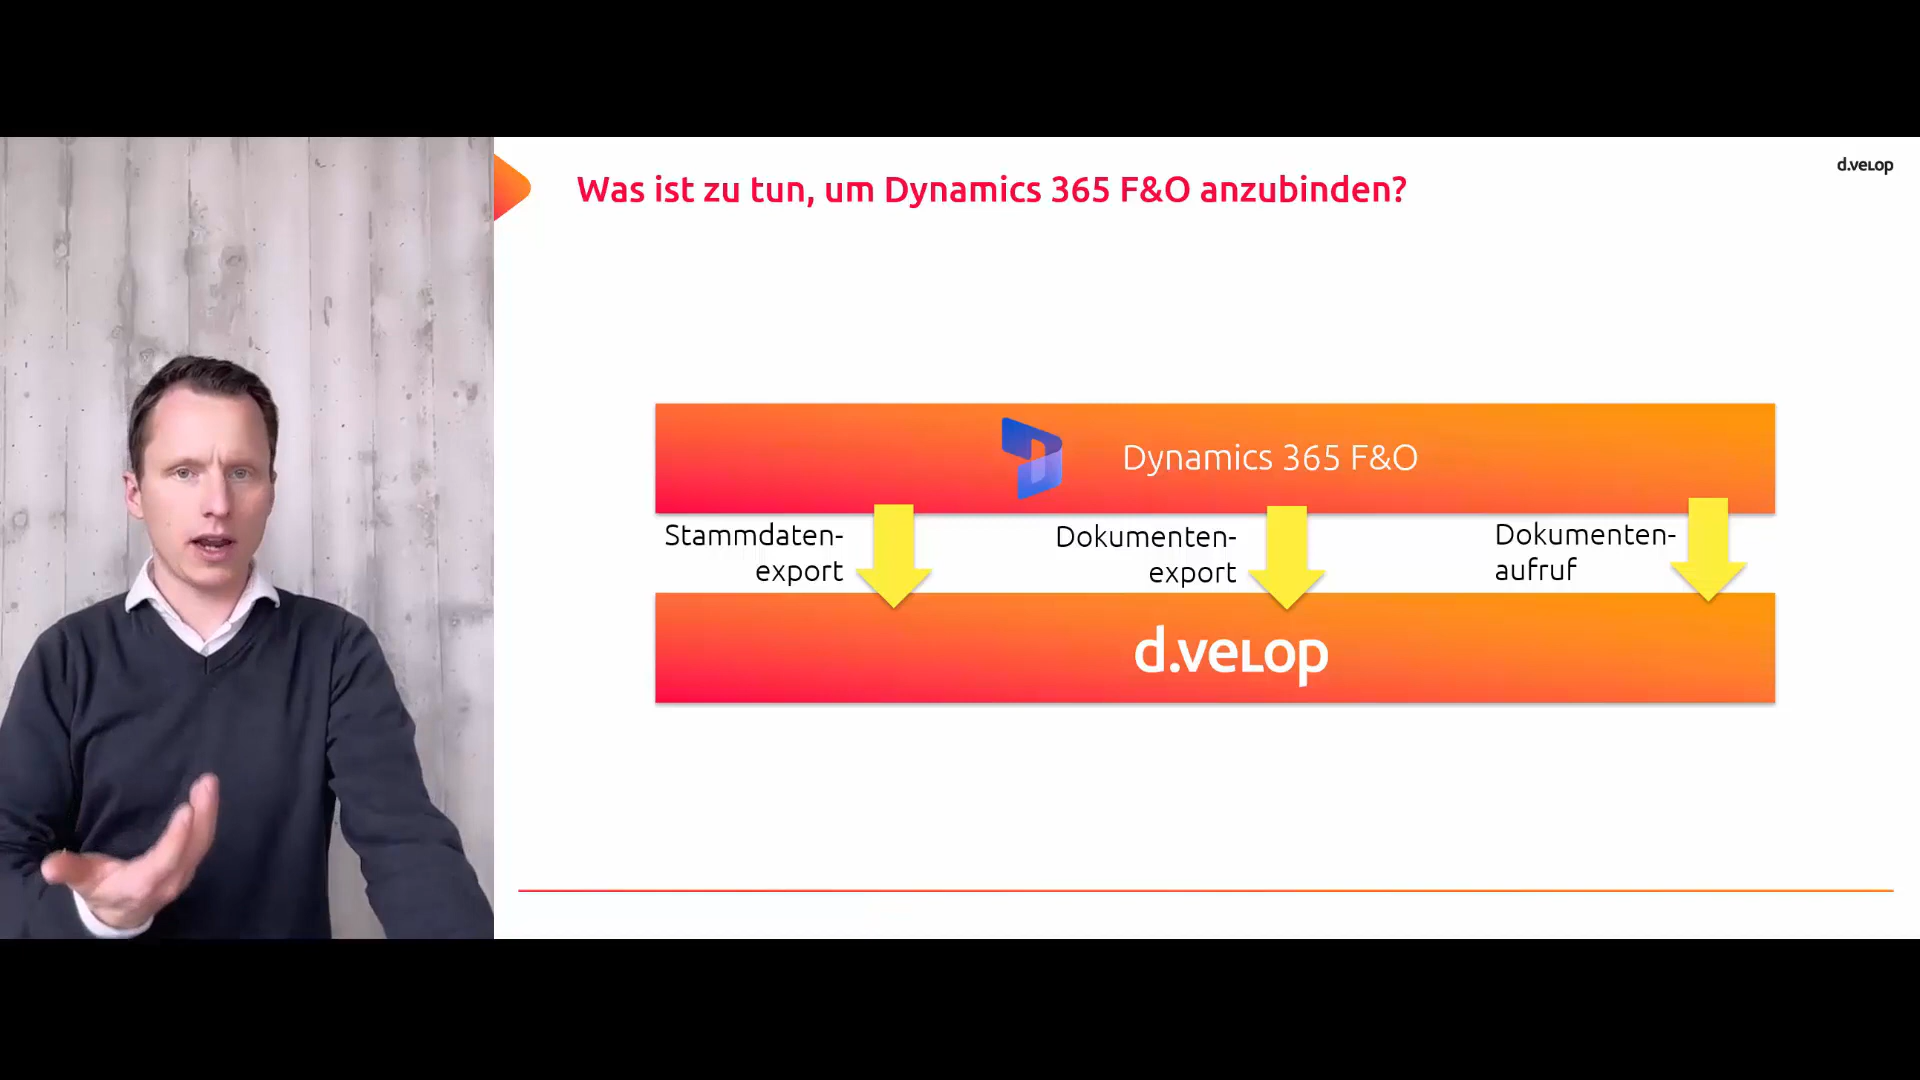 d.velop
Was ist zu tun, um Dynamics 365 F&O anzubinden?
Dynamics 365 F&O
Stammdaten-
export
Dokumenten-
export
Dokumenten-
aufruf
d.velop